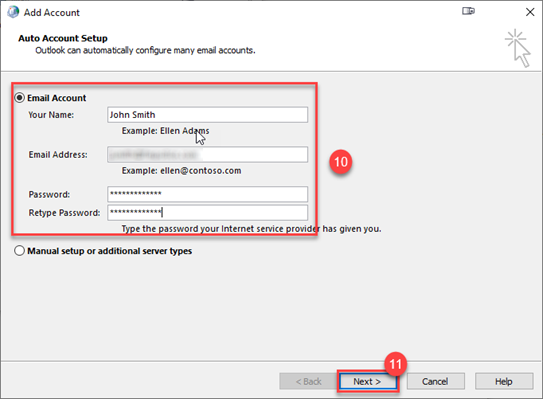 Add Account
Auto Account Setup
Outlook can automatically configure many email accounts.
Email Account
Your Name: John Smith
Example: Ellen Adams
Email Address:
Example: ellen@contoso.com
10
Password: *************
Retype Password: *************
Type the password your Internet service provider has given you.
Manual setup or additional server types
11
< Back Next > Cancel Help